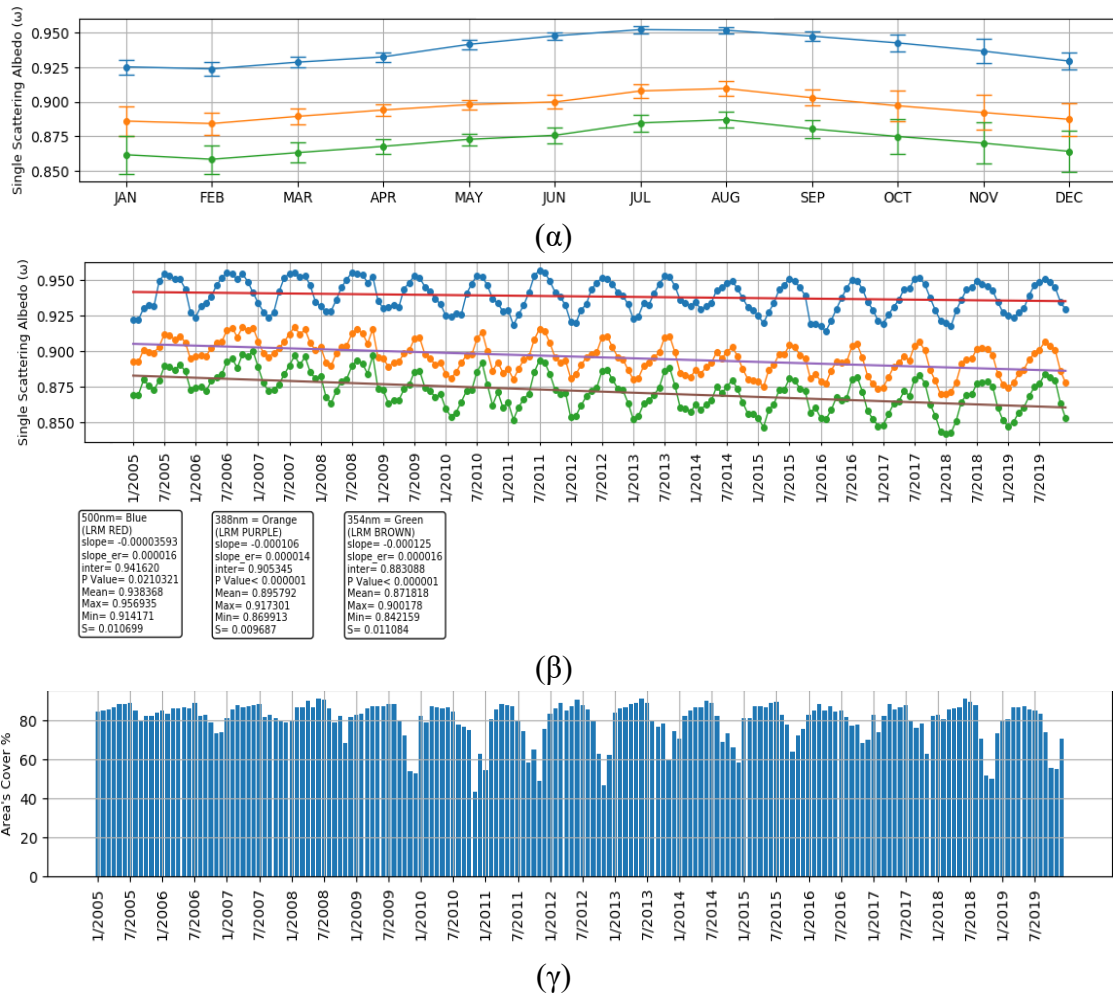 Single Scattering Albedo (ω)
0.950
0.925
0.900
0.875
0.850
JAN FEB MAR APR MAY JUN JUL AUG SEP OCT NOV DEC
(α)
Single Scattering Albedo (ω)
0.950
0.925
0.900
0.875
0.850
1/2005 7/2005 1/2006 7/2006 1/2007 7/2007 1/2008 7/2008 1/2009 7/2009 1/2010 7/2010 1/2011 7/2011 1/2012 7/2012 1/2013 7/2013 1/2014 7/2014 1/2015 7/2015 1/2016 7/2016 1/2017 7/2017 1/2018 7/2018 1/2019 7/2019
500nm= Blue
(LRM RED)
slope= -0.00003593
slope_er= 0.000016
inter= 0.941620
P Value= 0.0210321
Mean= 0.938368
Max= 0.956935
Min= 0.914171
S= 0.010699
388nm = Orange
(LRM PURPLE)
slope= -0.000106
slope_er= 0.000014
inter= 0.905345
P Value< 0.000001
Mean= 0.895792
Max= 0.917301
Min= 0.869913
S= 0.009687
354nm = Green
(LRM BROWN)
slope= -0.000125
slope_er= 0.000016
inter= 0.883088
P Value< 0.000001
Mean= 0.871818
Max= 0.900178
Min= 0.842159
S= 0.011084
(β)
Area's Cover %
80
60
40
20
0
1/2005 7/2005 1/2006 7/2006 1/2007 7/2007 1/2008 7/2008 1/2009 7/2009 1/2010 7/2010 1/2011 7/2011 1/2012 7/2012 1/2013 7/2013 1/2014 7/2014 1/2015 7/2015 1/2016 7/2016 1/2017 7/2017 1/2018 7/2018 1/2019 7/2019
(γ)